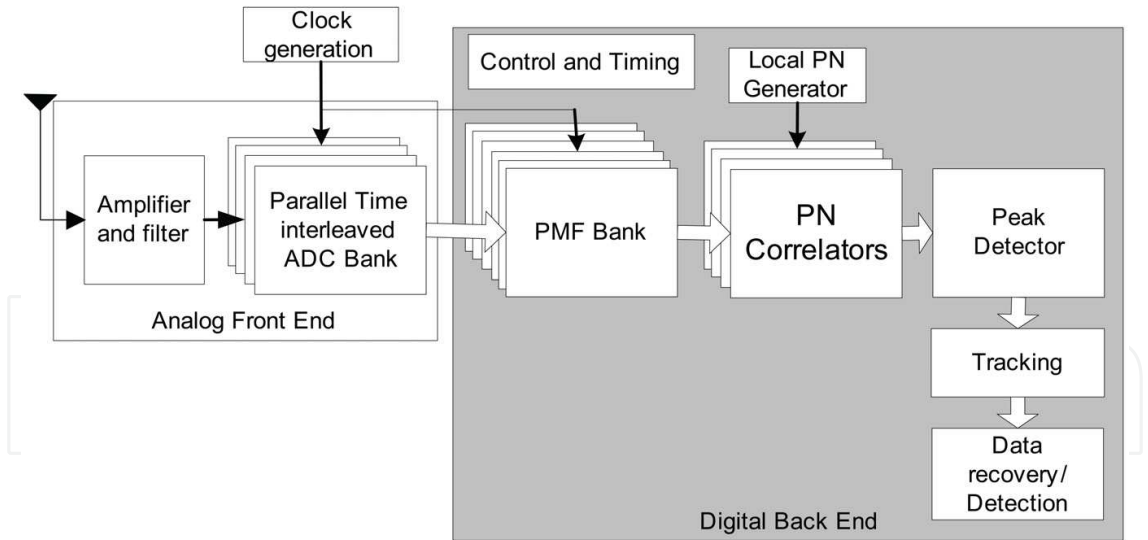 Clock
generation
Control and Timing
Local PN
Generator
Amplifier
and filter
Parallel Time
interleaved
ADC Bank
PMF Bank
PN
Correlators
Peak
Detector
Analog Front End
Tracking
Data
recovery/
Detection
Digital Back End